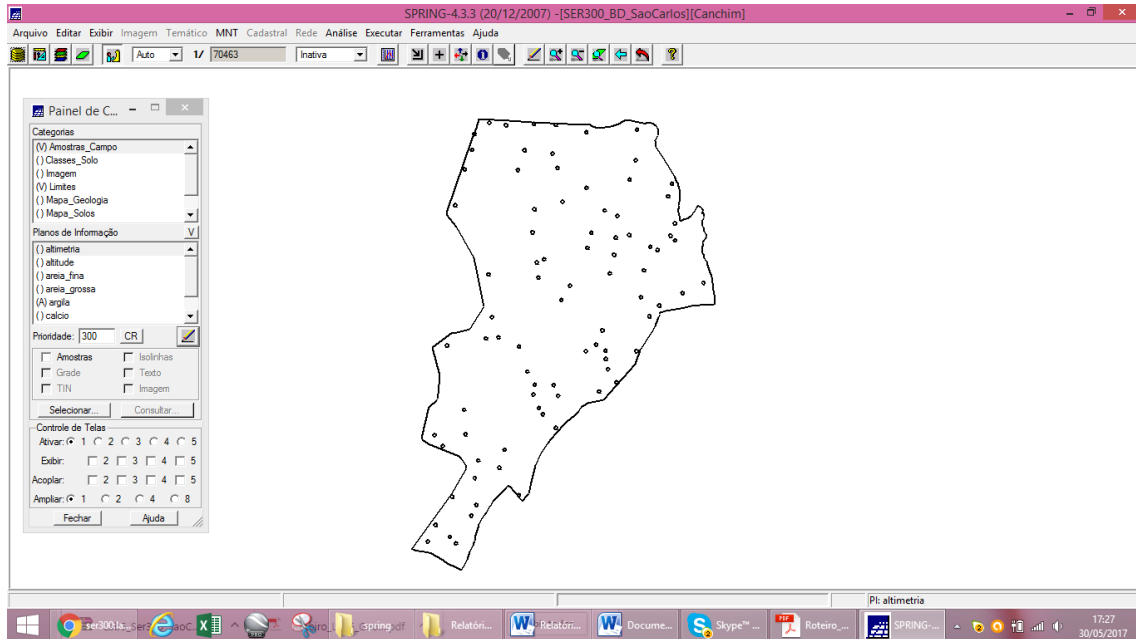 SPRING-4.3.3 (20/12/2007) -[SER300_BD_SaoCarlos][Canchim]
Arquivo Editar Exibir Imagem Temático MNT Cadastral Rede Análise Executar Ferramentas Ajuda
Auto 1/ 70463 Inativa
Painel de C...
Categorias
(V) Amostras_Campo
( ) Classes_Solo
( ) Imagem
(V) Limites
( ) Mapa_Geologia
( ) Mapa_Solos
Planos de Informação V
( ) altimetria
( ) altitude
( ) areia_fina
( ) areia_grossa
(A) argila
( ) calcio
Prioridade: 300 CR
Amostras Isolinhas
Grade Texto
TIN Imagem
Selecionar... Consultar...
Controle de Telas
Ativar: 1 2 3 4 5
Exibir: 2 3 4 5
Acoplar: 2 3 4 5
Ampliar: 1 2 4 8
Fechar Ajuda
PI: altimetria
spring Relatóri... Docume... Skype™ ... Roteiro_... SPRING-...
17:27
30/05/2017